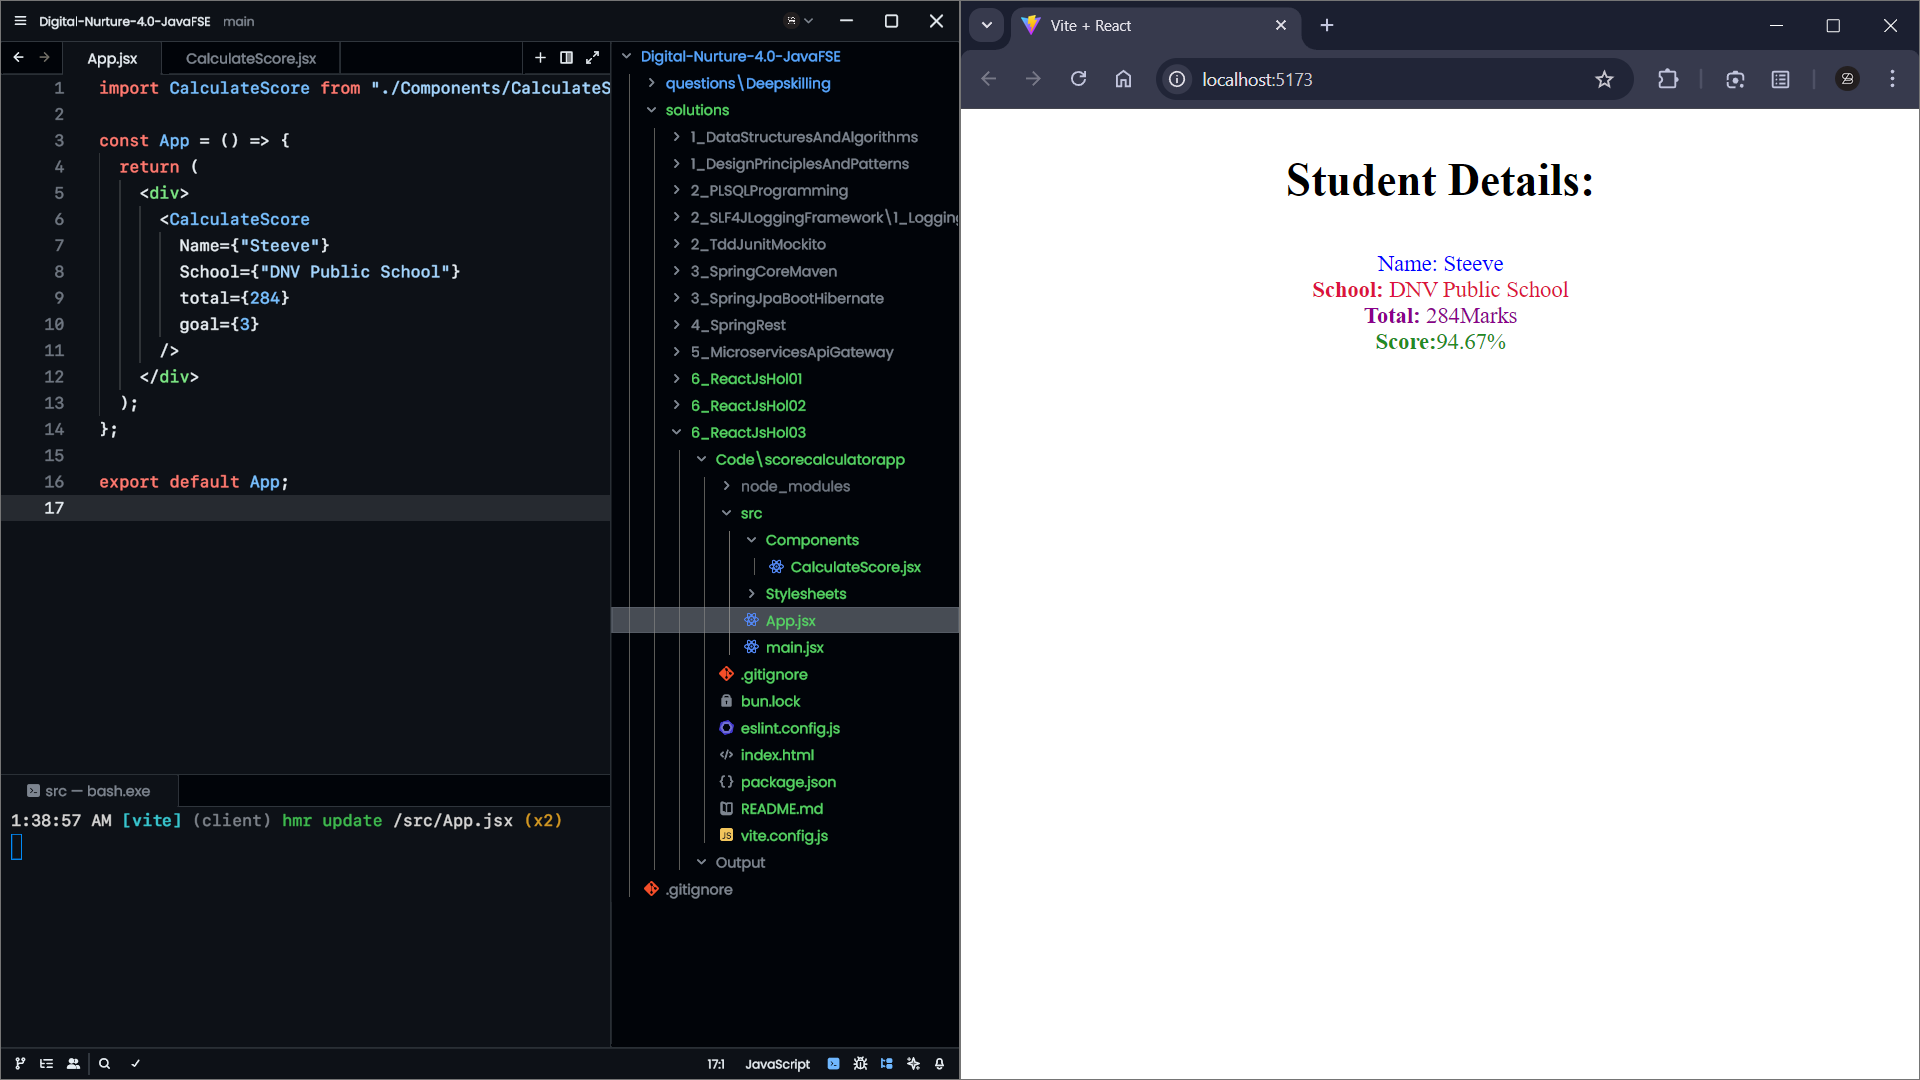 Digital-Nurture-4.0-JavaFSE main
App.jsx CalculateScore.jsx
1 import CalculateScore from "./Components/CalculateS
2
3 const App = () => {
4 return (
5 <div>
6 <CalculateScore
7 Name={"Steeve"}
8 School={"DNV Public School"}
9 total={284}
10 goal={3}
11 />
12 </div>
13 );
14 };
15
16 export default App;
17
src — bash.exe
1:38:57 AM [vite] (client) hmr update /src/App.jsx (x2)
Digital-Nurture-4.0-JavaFSE
questions\Deepskilling
solutions
1_DataStructuresAndAlgorithms
1_DesignPrinciplesAndPatterns
2_PLSQLProgramming
2_SLF4JLoggingFramework\1_Logging
2_TddJunitMockito
3_SpringCoreMaven
3_SpringJpaBootHibernate
4_SpringRest
5_MicroservicesApiGateway
6_ReactJsHol01
6_ReactJsHol02
6_ReactJsHol03
Code\scorecalculatorapp
node_modules
src
Components
CalculateScore.jsx
Stylesheets
App.jsx
main.jsx
.gitignore
bun.lock
eslint.config.js
index.html
package.json
README.md
JS vite.config.js
Output
.gitignore
17:1 JavaScript
Vite + React
localhost:5173
Student Details:
Name: Steeve
School: DNV Public School
Total: 284Marks
Score:94.67%